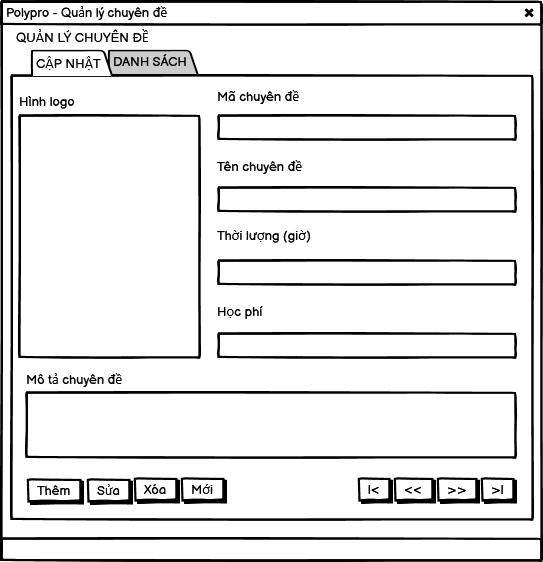 Polypro - Quản lý chuyên đề
QUẢN LÝ CHUYÊN ĐỀ
CẬP NHẬT DANH SÁCH
Hình logo
Mã chuyên đề
Tên chuyên đề
Thời lượng (giờ)
Học phí
Mô tả chuyên đề
Thêm Sửa Xóa Mới |< << >> >|